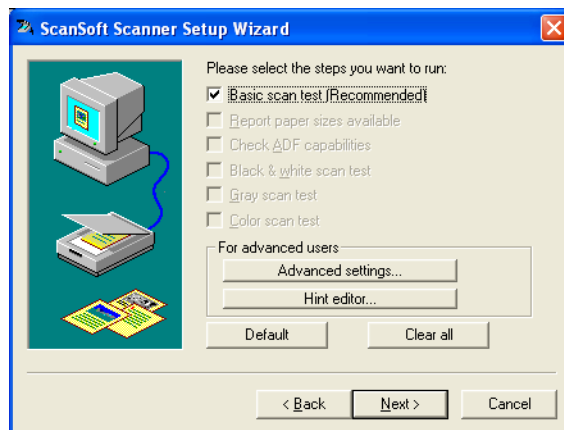 ScanSoft Scanner Setup Wizard
Please select the steps you want to run:
Basic scan test (Recommended)
Report paper sizes available
Check ADF capabilities
Black & white scan test
Gray scan test
Color scan test
For advanced users
Advanced settings...
Hint editor...
Default
Clear all
< Back
Next >
Cancel